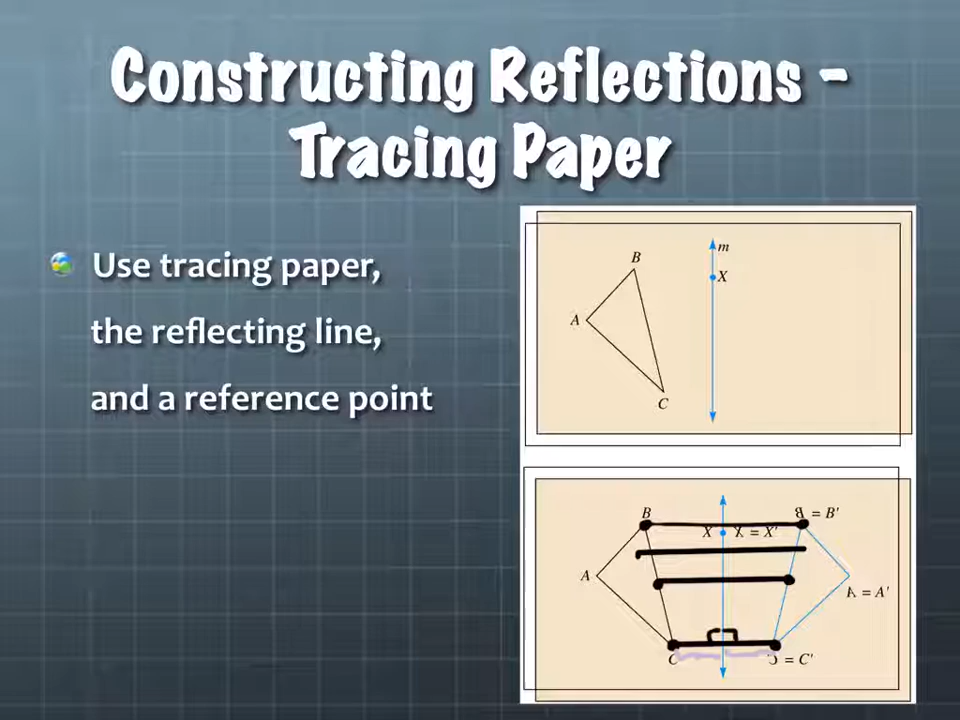 Constructing Reflections -
Tracing Paper
Use tracing paper,
the reflecting line,
and a reference point
m
B
X
A
C
B
B = B'
X
X = X'
A
A = A'
C
C = C'